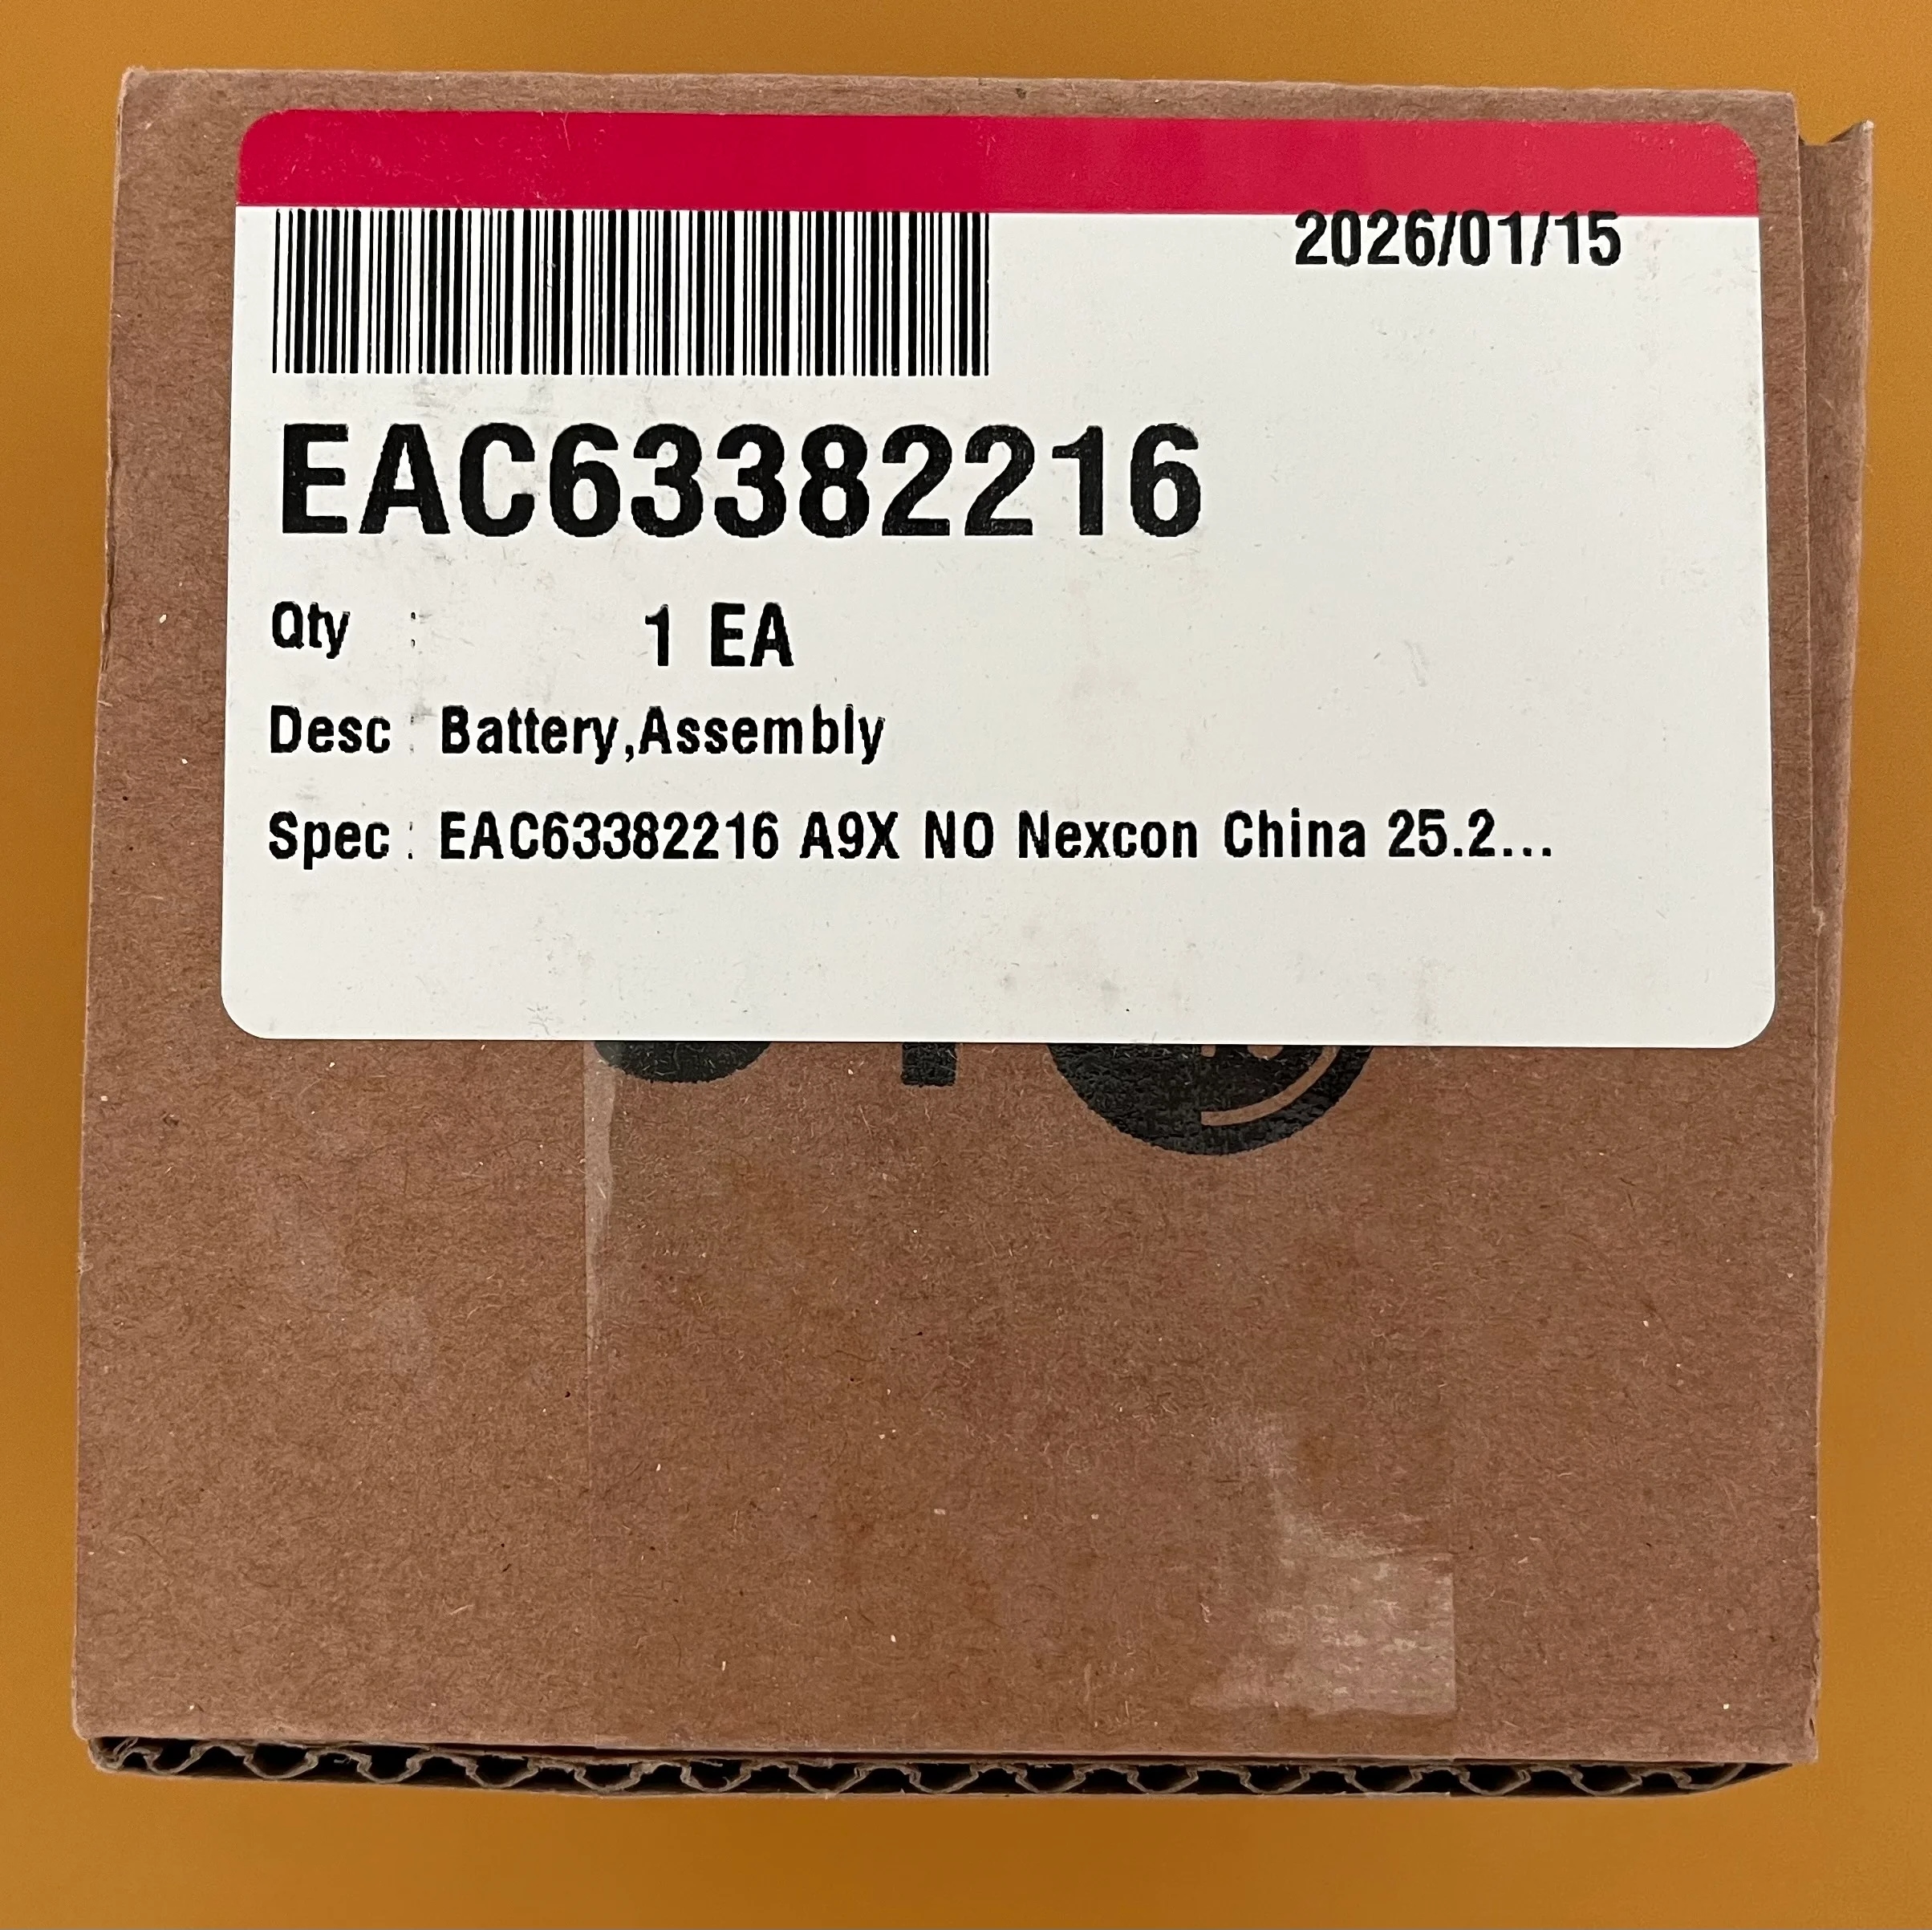 2026/01/15
EAC63382216
Qty : 1 EA
Desc : Battery,Assembly
Spec : EAC63382216 A9X NO Nexcon China 25.2...